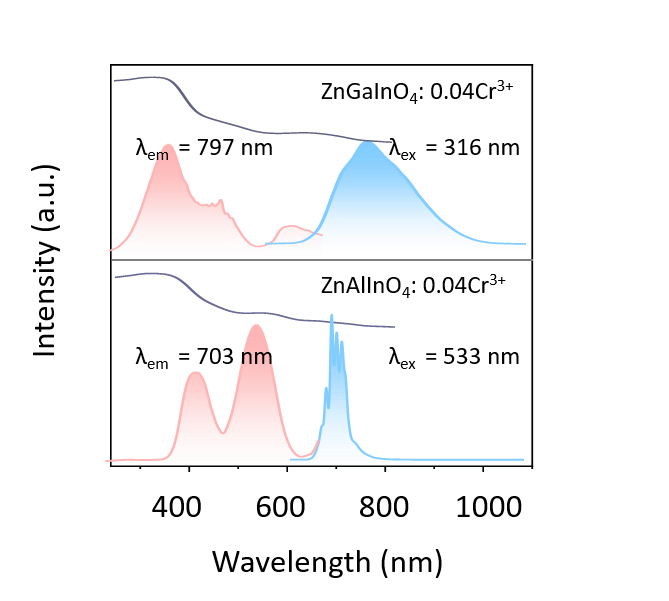 ZnGaInO₄: 0.04Cr³⁺
λem = 797 nm
λex = 316 nm
ZnAlInO₄: 0.04Cr³⁺
λem = 703 nm
λex = 533 nm
Intensity (a.u.)
400 600 800 1000
Wavelength (nm)